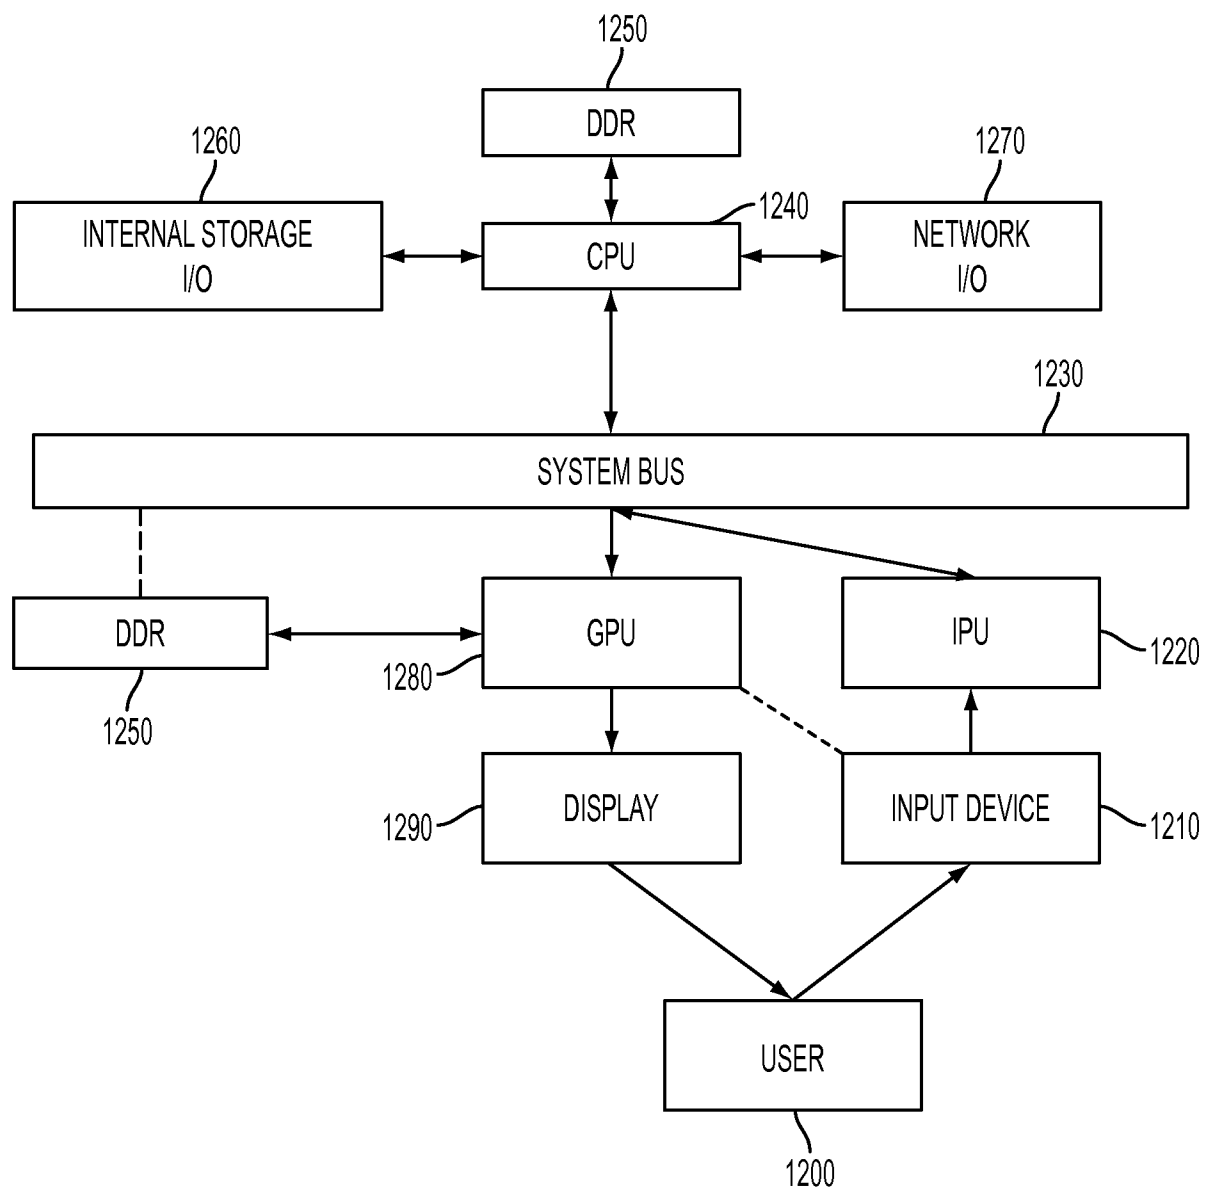 1250
DDR
1260
1270
1240
INTERNAL STORAGE
I/O
CPU
NETWORK
I/O
1230
SYSTEM BUS
DDR
GPU
IPU
1280
1220
1250
DISPLAY
INPUT DEVICE
1290
1210
USER
1200